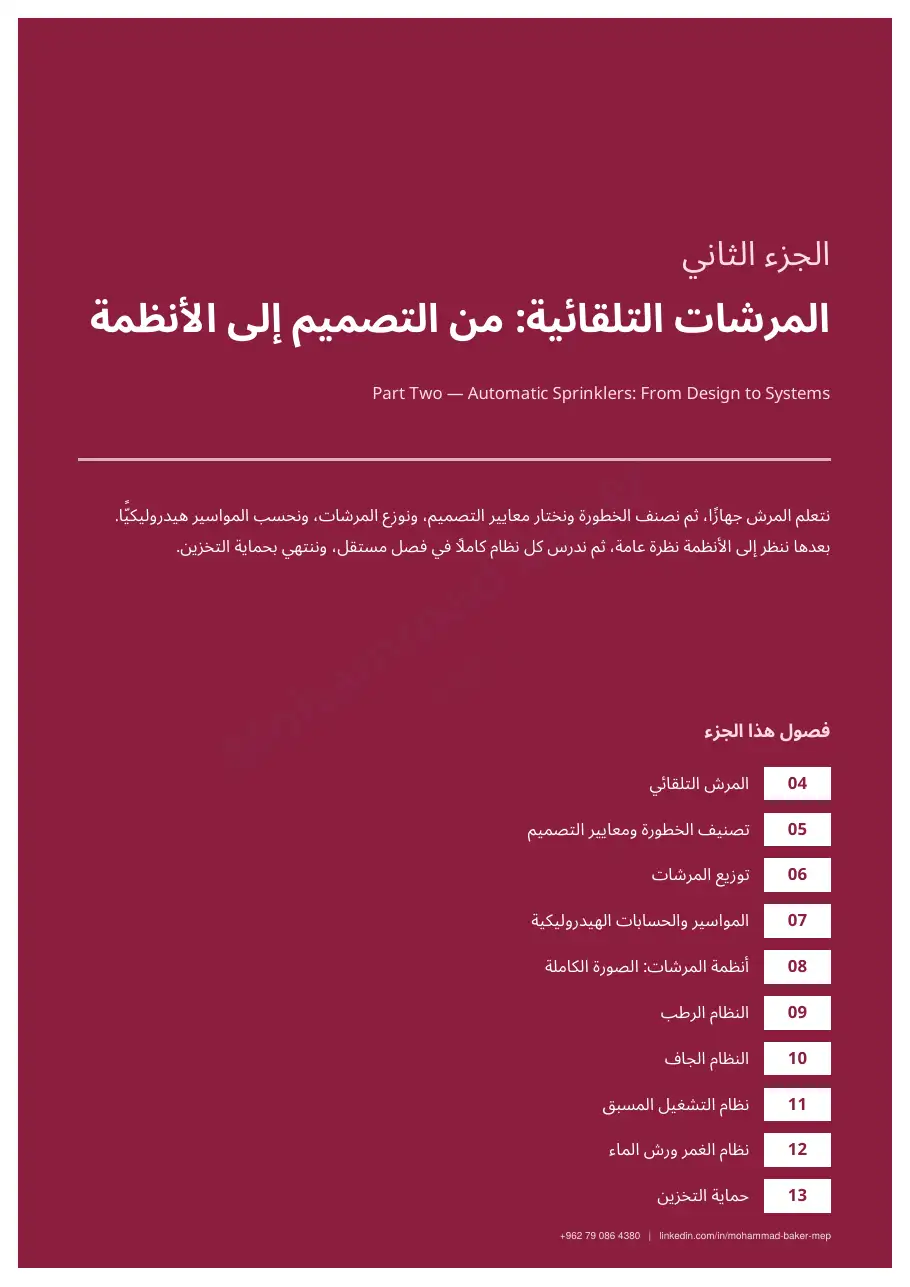 الجزء الثاني
المرشات التلقائية: من التصميم إلى الأنظمة
Part Two — Automatic Sprinklers: From Design to Systems
نتعلم المرش جهازًا، ثم نصنف الخطورة ونختار معايير التصميم، ونوزع المرشات، ونحسب المواسير هيدروليكيًّا.
بعدها ننظر إلى الأنظمة نظرة عامة، ثم ندرس كل نظام كاملًا في فصل مستقل، وننتهي بحماية التخزين.
فصول هذا الجزء
04 المرش التلقائي
05 تصنيف الخطورة ومعايير التصميم
06 توزيع المرشات
07 المواسير والحسابات الهيدروليكية
08 أنظمة المرشات: الصورة الكاملة
09 النظام الرطب
10 النظام الجاف
11 نظام التشغيل المسبق
12 نظام الغمر ورش الماء
13 حماية التخزين
+962 79 086 4380 | linkedin.com/in/mohammad-baker-mep